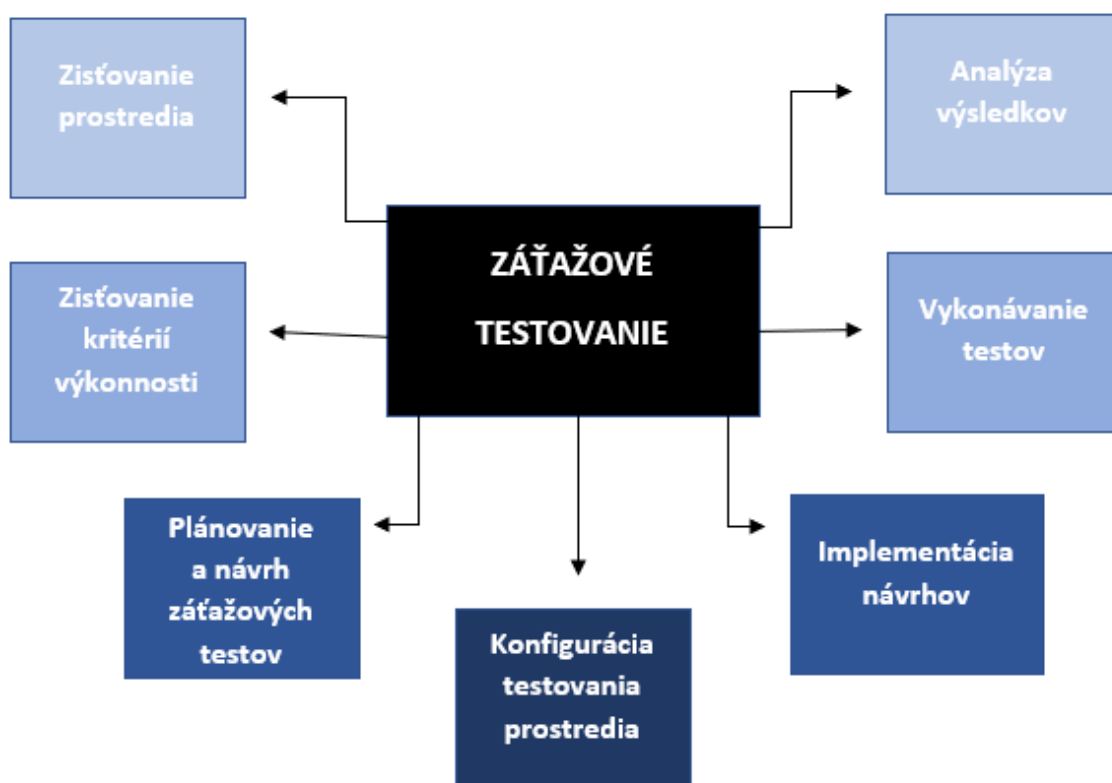 Zisťovanie
prostredia
Analýza
výsledkov
ZÁŤAŽOVÉ
TESTOVANIE
Zisťovanie
kritérií
výkonnosti
Vykonávanie
testov
Plánovanie
a návrh
záťažových
testov
Implementácia
návrhov
Konfigurácia
testovania
prostredia